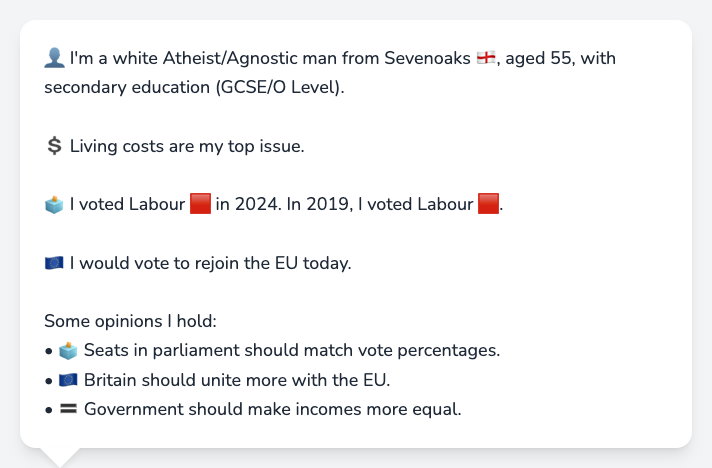 👤 I'm a white Atheist/Agnostic man from Sevenoaks 🏴󠁧󠁢󠁥󠁮󠁧󠁿, aged 55, with
secondary education (GCSE/O Level).
💲 Living costs are my top issue.
🗳️ I voted Labour 🟥 in 2024. In 2019, I voted Labour 🟥.
🇪🇺 I would vote to rejoin the EU today.
Some opinions I hold:
• 🗳️ Seats in parliament should match vote percentages.
• 🇪🇺 Britain should unite more with the EU.
• 🟰 Government should make incomes more equal.